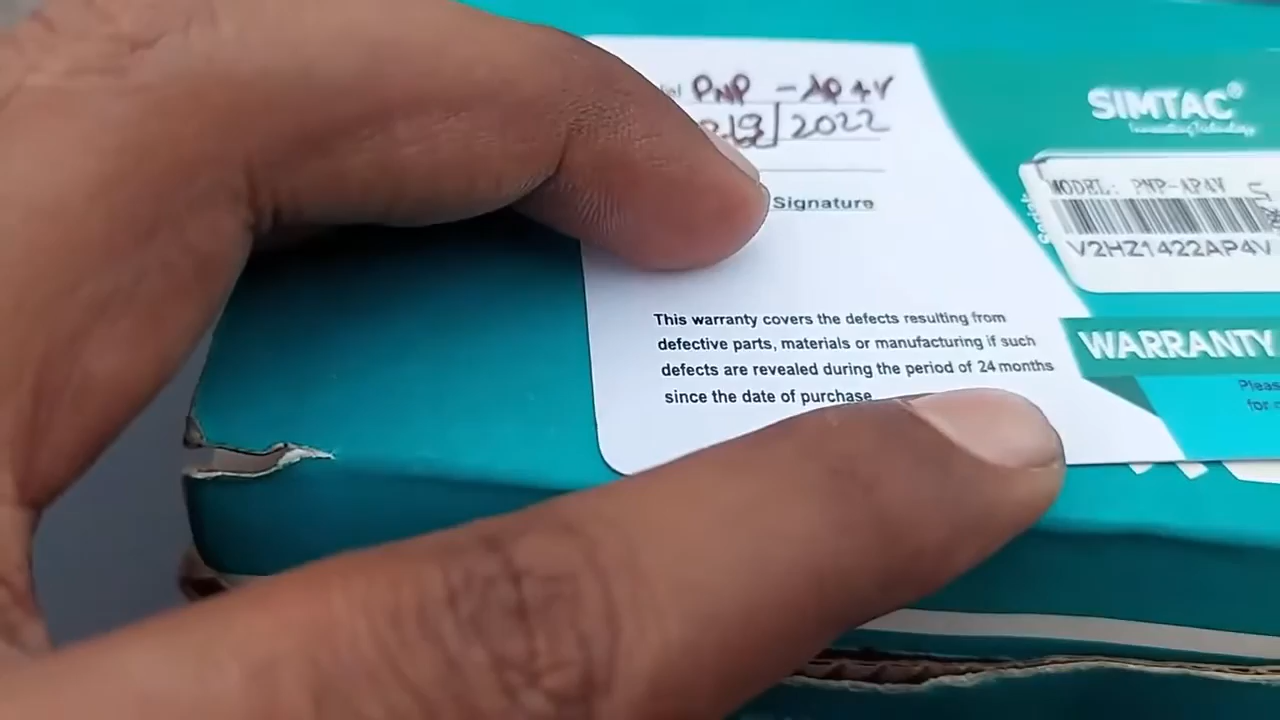 PNP - AP4V
/2022
Signature
This warranty covers the defects resulting from
defective parts, materials or manufacturing if such
defects are revealed during the period of 24 months
since the date of purchase
SIMTAC®
MODEL: PNP-AP4V
V2HZ1422AP4V
WARRANTY